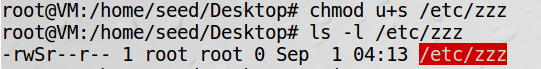 root@VM:/home/seed/Desktop# chmod u+s /etc/zzz
root@VM:/home/seed/Desktop# ls -l /etc/zzz
-rwSr--r-- 1 root root 0 Sep  1 04:13 /etc/zzz